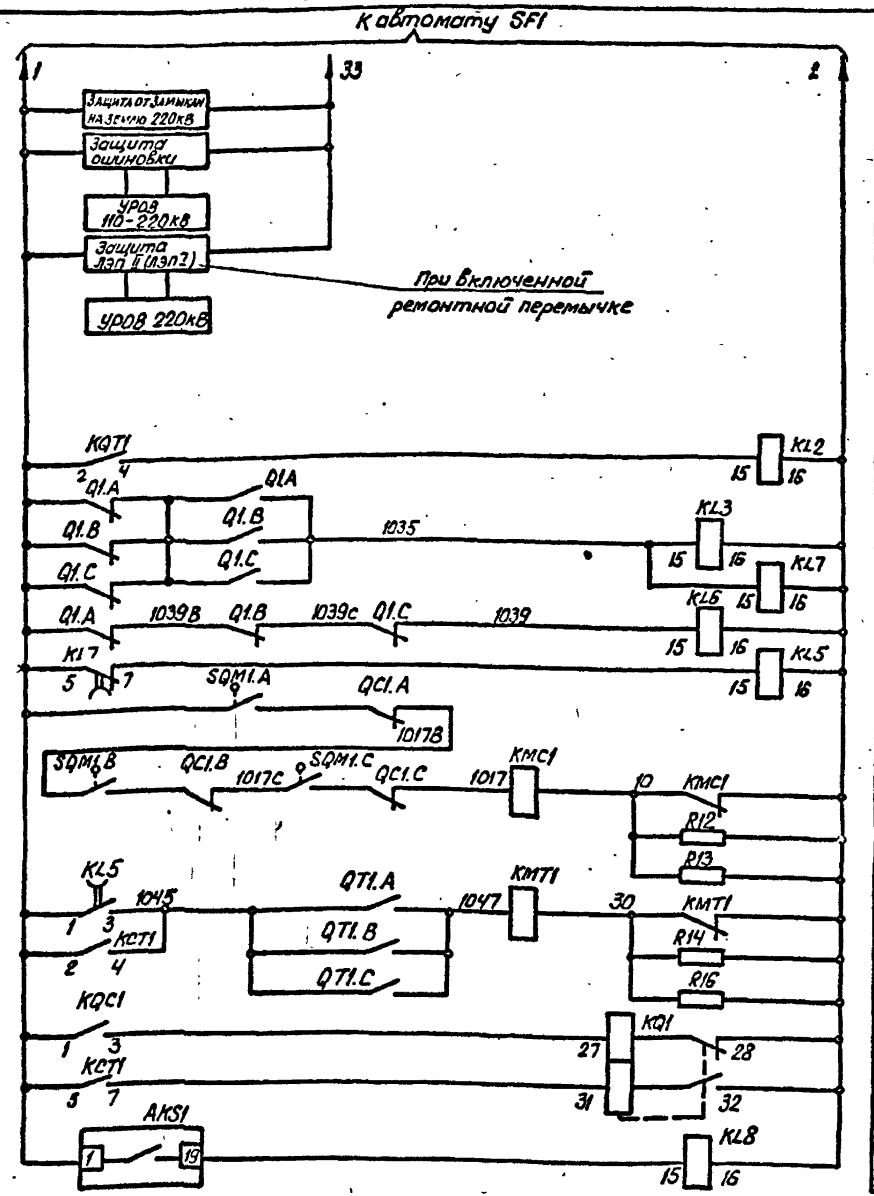 К автомату SF1
1 33 2
Защита от замыкан
на землю 220кВ
Защита
ошиновки
УРОВ
110-220кВ
Защита
ЛЭП II (ЛЭП I)
При включенной
ремонтной перемычке
УРОВ 220кВ
KQT1 KL2
2 4 15 16
Q1.A Q1.A
Q1.B Q1.B 1035 KL3
15 16
Q1.C Q1.C KL7
15 16
Q1.A 1039B Q1.B 1039C Q1.C 1039 KL6
15 16
KL7 KL5
5 7 15 16
SQM1.A QC1.A
1017B
SQM1.B QC1.B 1017C SQM1.C QC1.C 1017 KMC1 10 KMC1
R12
R13
KL5 1045 QT1.A 1047 KMT1 30 KMT1
1 3
KCT1 QT1.B R14
2 4
QT1.C R16
KQC1 KQ1
1 3 27 28
KCT1
5 7 31 32
AKS1 KL8
1 19 15 16